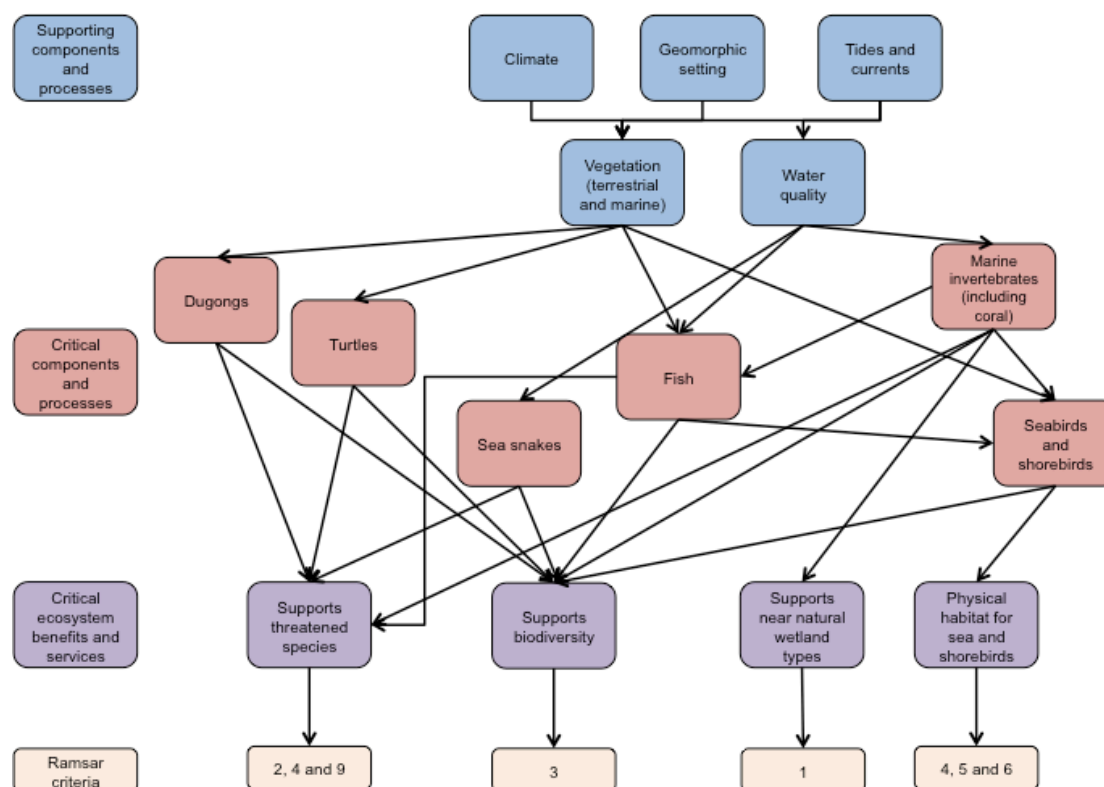 Supporting
components
and
processes
Climate
Geomorphic
setting
Tides and
currents
Vegetation
(terrestrial
and marine)
Water
quality
Dugongs
Marine
invertebrates
(including
coral)
Critical
components
and
processes
Turtles
Fish
Sea snakes
Seabirds
and
shorebirds
Critical
ecosystem
benefits and
services
Supports
threatened
species
Supports
biodiversity
Supports
near natural
wetland
types
Physical
habitat for
sea and
shorebirds
Ramsar
criteria
2, 4 and 9
3
1
4, 5 and 6